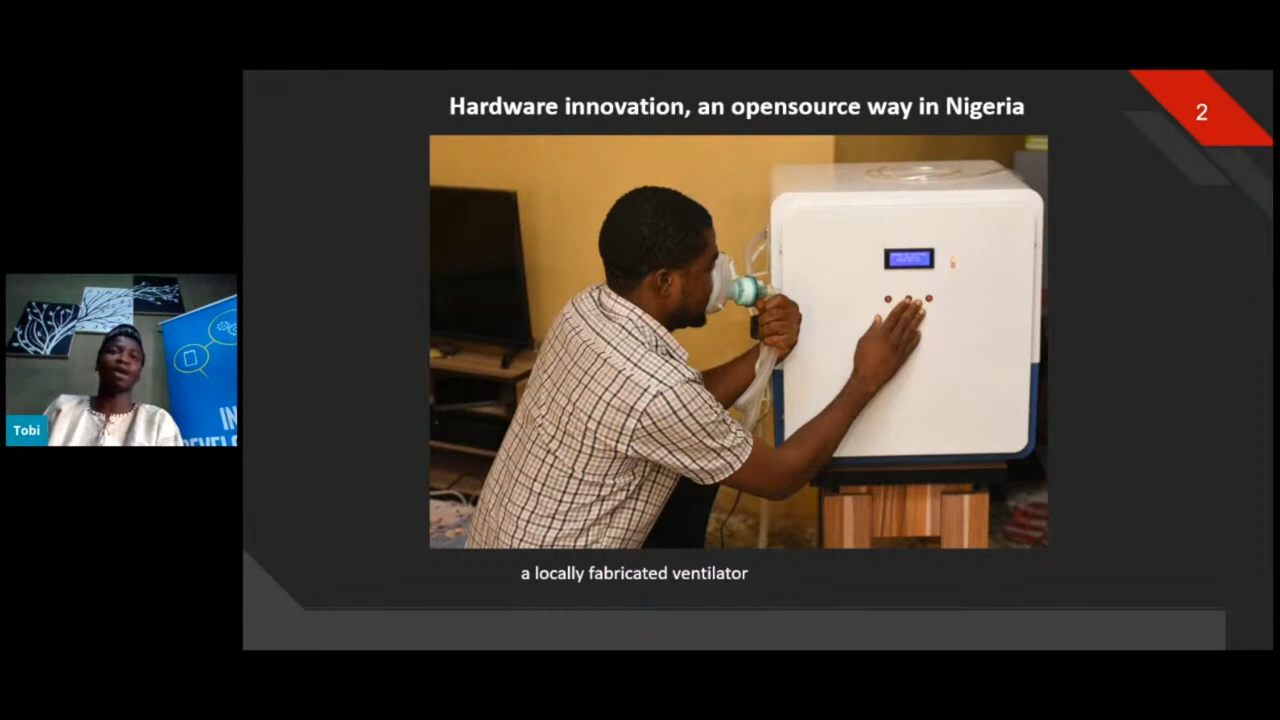 Hardware innovation, an opensource way in Nigeria
2
Tobi
a locally fabricated ventilator